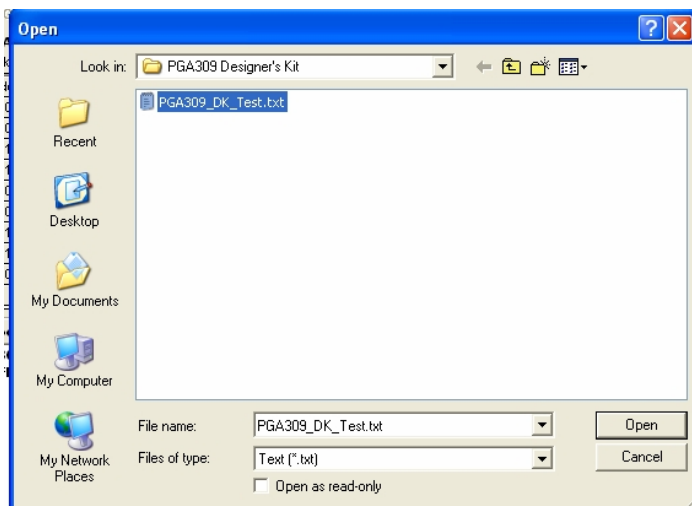 Open
Look in: PGA309 Designer's Kit
PGA309_DK_Test.txt
Recent
Desktop
My Documents
My Computer
My Network
Places
File name: PGA309_DK_Test.txt Open
Files of type: Text (*.txt) Cancel
Open as read-only